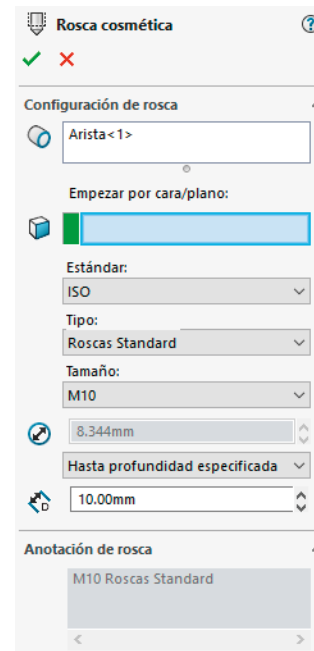 Rosca cosmética
?
Configuración de rosca
Arista<1>
Empezar por cara/plano:
Estándar:
ISO
Tipo:
Roscas Standard
Tamaño:
M10
8.344mm
Hasta profundidad especificada
D
10.00mm
Anotación de rosca
M10 Roscas Standard